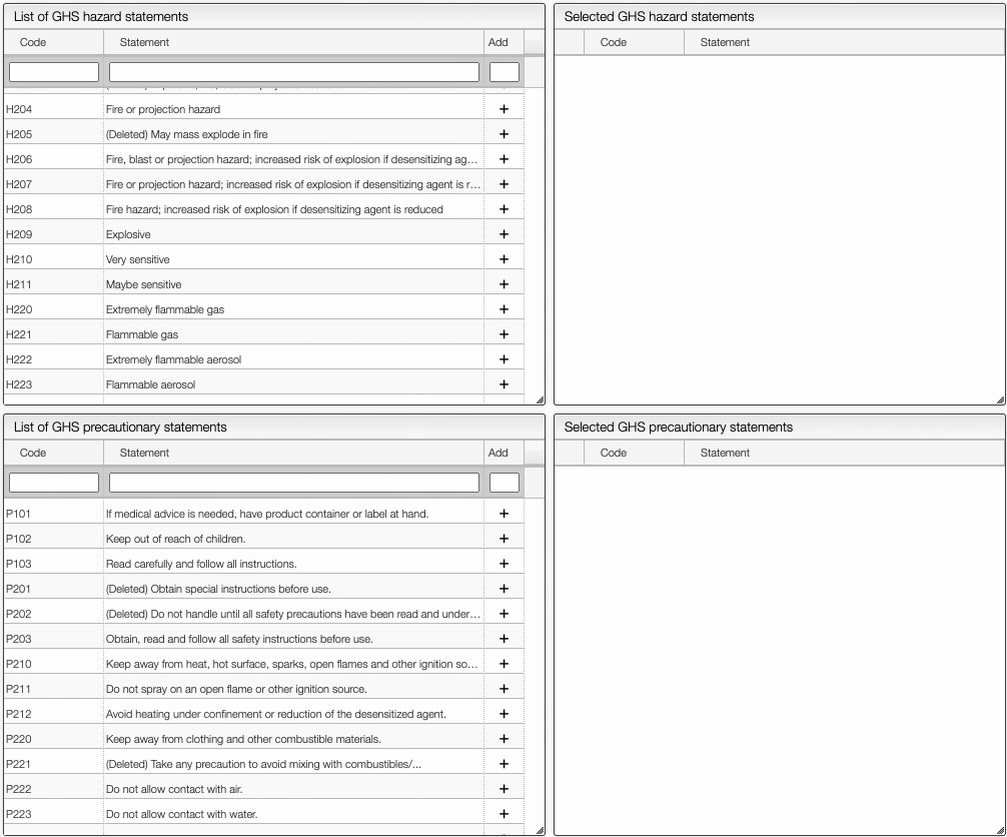 List of GHS hazard statements
Code Statement Add
H204 Fire or projection hazard +
H205 (Deleted) May mass explode in fire +
H206 Fire, blast or projection hazard; increased risk of explosion if desensitizing ag... +
H207 Fire or projection hazard; increased risk of explosion if desensitizing agent is r... +
H208 Fire hazard; increased risk of explosion if desensitizing agent is reduced +
H209 Explosive +
H210 Very sensitive +
H211 Maybe sensitive +
H220 Extremely flammable gas +
H221 Flammable gas +
H222 Extremely flammable aerosol +
H223 Flammable aerosol +
Selected GHS hazard statements
Code Statement
List of GHS precautionary statements
Code Statement Add
P101 If medical advice is needed, have product container or label at hand. +
P102 Keep out of reach of children. +
P103 Read carefully and follow all instructions. +
P201 (Deleted) Obtain special instructions before use. +
P202 (Deleted) Do not handle until all safety precautions have been read and under... +
P203 Obtain, read and follow all safety instructions before use. +
P210 Keep away from heat, hot surface, sparks, open flames and other ignition so... +
P211 Do not spray on an open flame or other ignition source. +
P212 Avoid heating under confinement or reduction of the desensitized agent. +
P220 Keep away from clothing and other combustible materials. +
P221 (Deleted) Take any precaution to avoid mixing with combustibles/... +
P222 Do not allow contact with air. +
P223 Do not allow contact with water. +
Selected GHS precautionary statements
Code Statement